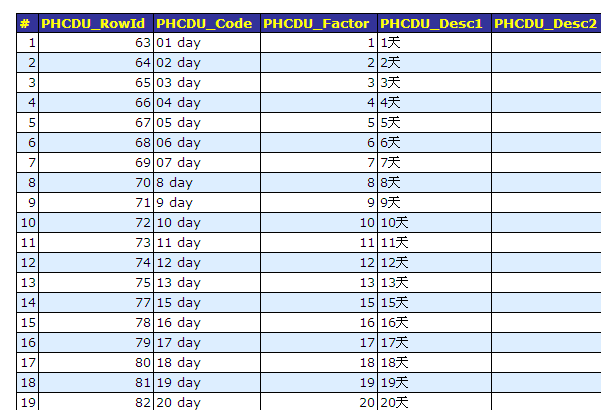 # PHCDU_RowId PHCDU_Code PHCDU_Factor PHCDU_Desc1 PHCDU_Desc2
1 63 01 day 1 1天
2 64 02 day 2 2天
3 65 03 day 3 3天
4 66 04 day 4 4天
5 67 05 day 5 5天
6 68 06 day 6 6天
7 69 07 day 7 7天
8 70 8 day 8 8天
9 71 9 day 9 9天
10 72 10 day 10 10天
11 73 11 day 11 11天
12 74 12 day 12 12天
13 75 13 day 13 13天
14 77 15 day 15 15天
15 78 16 day 16 16天
16 79 17 day 17 17天
17 80 18 day 18 18天
18 81 19 day 19 19天
19 82 20 day 20 20天